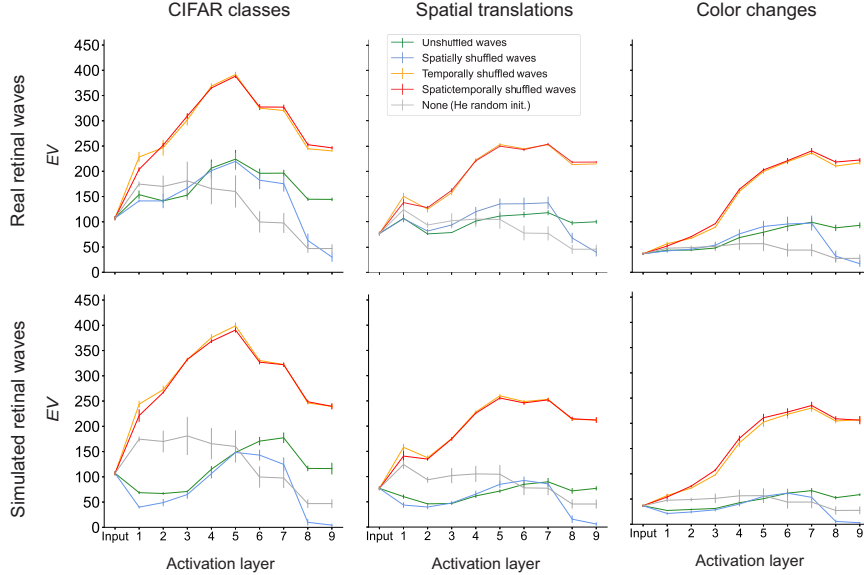 CIFAR classes
Spatial translations
Color changes
Real retinal waves
EV
450
400
350
300
250
200
150
100
50
0
Unshuffled waves
Spatially shuffled waves
Temporally shuffled waves
Spatictemporally shuffled waves
None (He random init.)
Simulated retinal waves
EV
450
400
350
300
250
200
150
100
50
0
Input 1 2 3 4 5 6 7 8 9
Input 1 2 3 4 5 6 7 8 9
Input 1 2 3 4 5 6 7 8 9
Activation layer
Activation layer
Activation layer